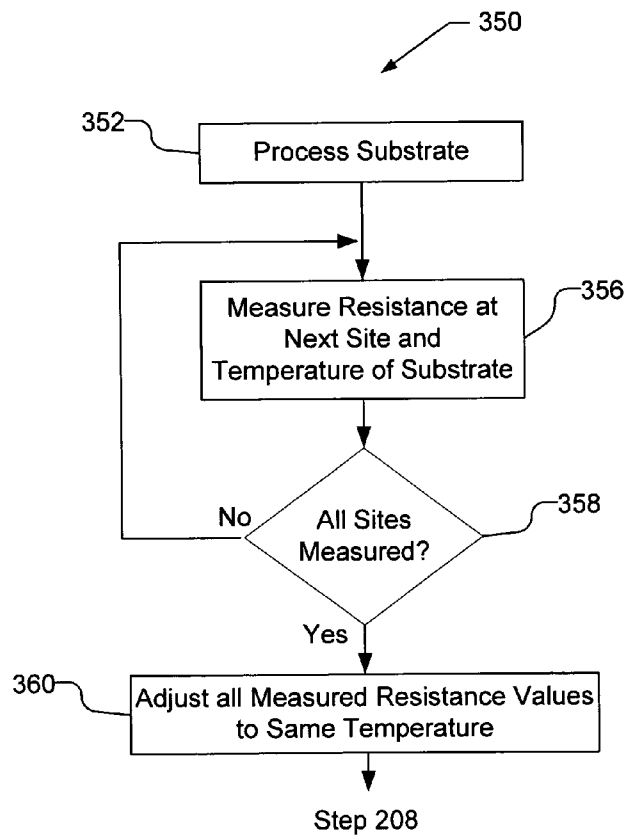 350
352
Process Substrate
Measure Resistance at
Next Site and
Temperature of Substrate
356
No
All Sites
Measured?
358
Yes
360
Adjust all Measured Resistance Values
to Same Temperature
Step 208